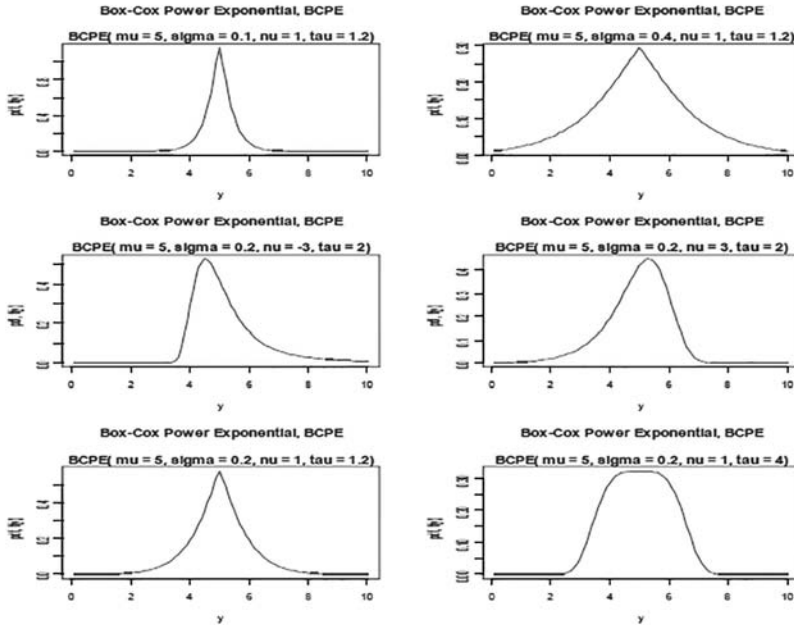 Box-Cox Power Exponential, BCPE
BCPE( mu = 5, sigma = 0.1, nu = 1, tau = 1.2)
0 2 4 6 8 10
y
Box-Cox Power Exponential, BCPE
BCPE( mu = 5, sigma = 0.4, nu = 1, tau = 1.2)
0 2 4 6 8 10
y
Box-Cox Power Exponential, BCPE
BCPE( mu = 5, sigma = 0.2, nu = -3, tau = 2)
0 2 4 6 8 10
y
Box-Cox Power Exponential, BCPE
BCPE( mu = 5, sigma = 0.2, nu = 3, tau = 2)
0 2 4 6 8 10
y
Box-Cox Power Exponential, BCPE
BCPE( mu = 5, sigma = 0.2, nu = 1, tau = 1.2)
0 2 4 6 8 10
y
Box-Cox Power Exponential, BCPE
BCPE( mu = 5, sigma = 0.2, nu = 1, tau = 4)
0 2 4 6 8 10
y